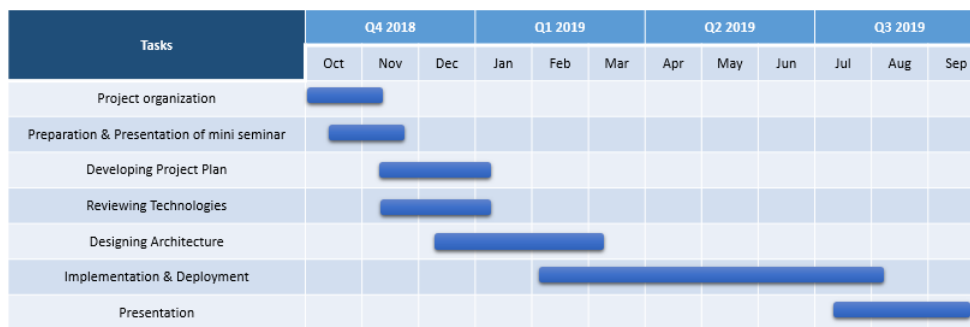 Tasks
Q4 2018 Q1 2019 Q2 2019 Q3 2019
Oct Nov Dec Jan Feb Mar Apr May Jun Jul Aug Sep
Project organization
Preparation & Presentation of mini seminar
Developing Project Plan
Reviewing Technologies
Designing Architecture
Implementation & Deployment
Presentation